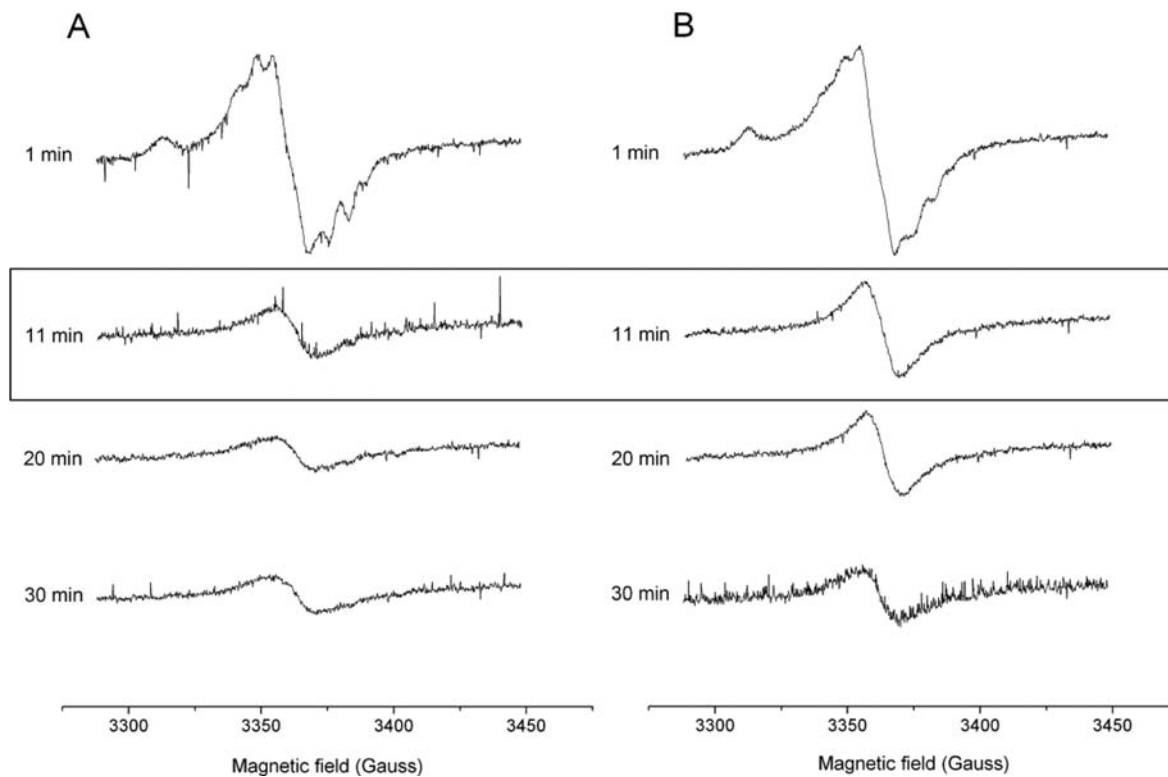 A B
1 min 1 min
11 min 11 min
20 min 20 min
30 min 30 min
3300 3350 3400 3450 3300 3350 3400 3450
Magnetic field (Gauss) Magnetic field (Gauss)